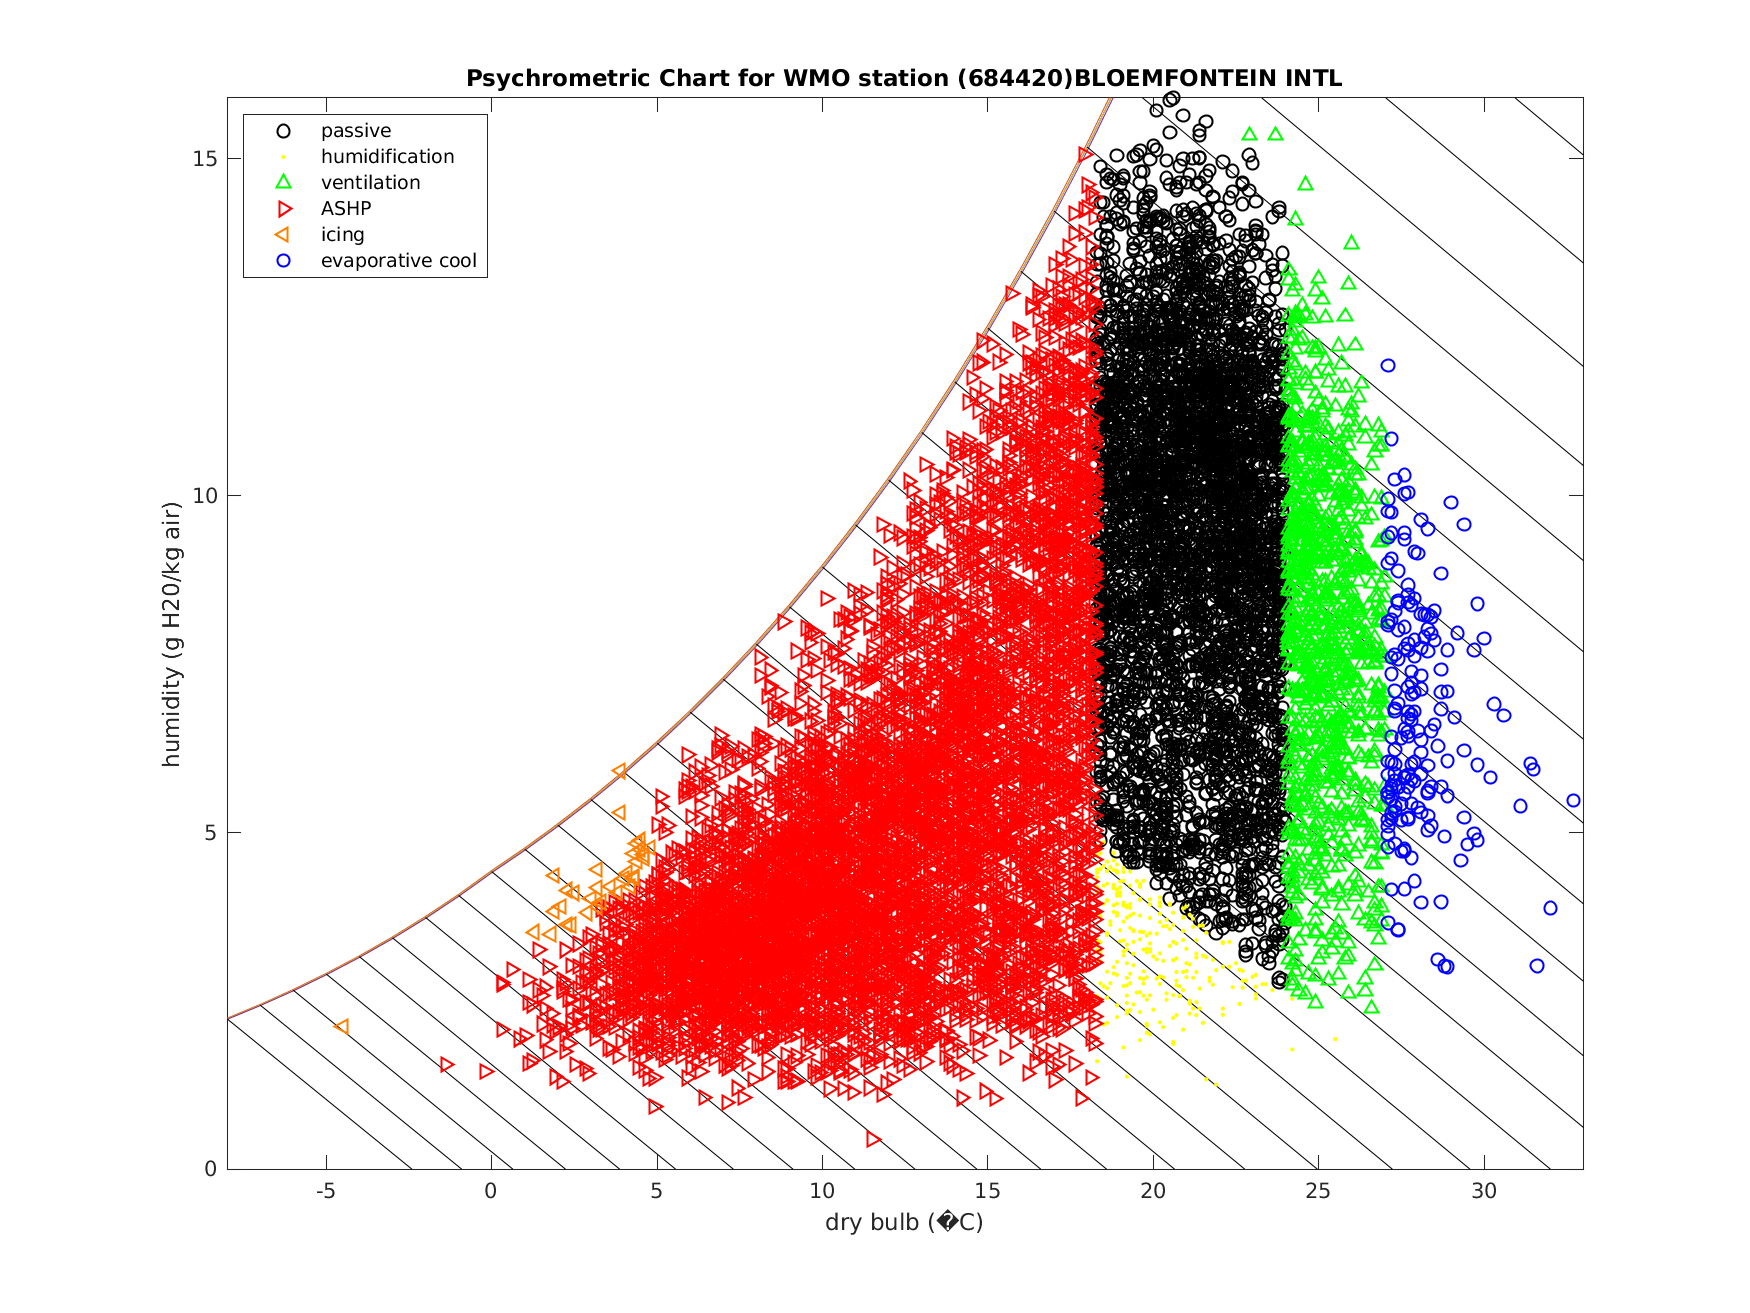 Psychrometric Chart for WMO station (684420)BLOEMFONTEIN INTL
passive
humidification
ventilation
ASHP
icing
evaporative cool
15
10
5
0
humidity (g H20/kg air)
-5 0 5 10 15 20 25 30
dry bulb (�C)